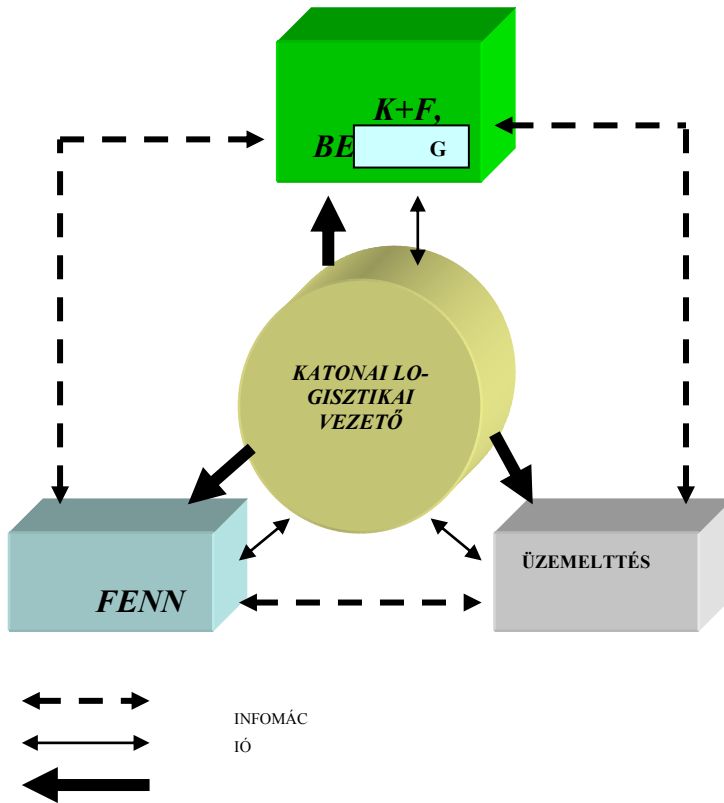 K+F,
BE G
KATONAI LO-
GISZTIKAI
VEZETŐ
FENN
ÜZEMELTTÉS
INFOMÁC
IÓ